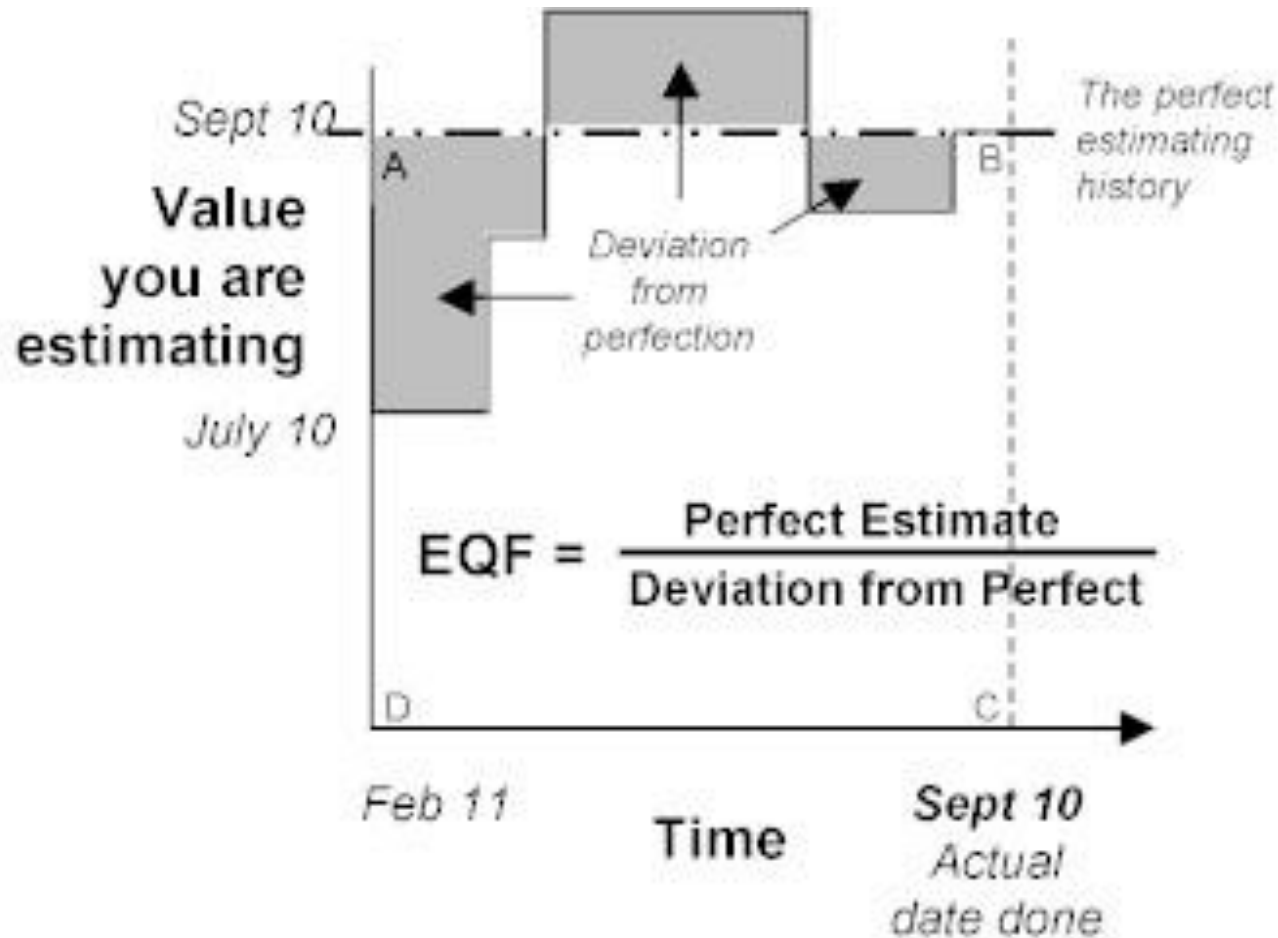 Sept 10
The perfect
estimating
history
A
B
Value
you are
estimating
Deviation
from
perfection
July 10
EQF =
Perfect Estimate
Deviation from Perfect
D
C
Feb 11
Time
Sept 10
Actual
date done